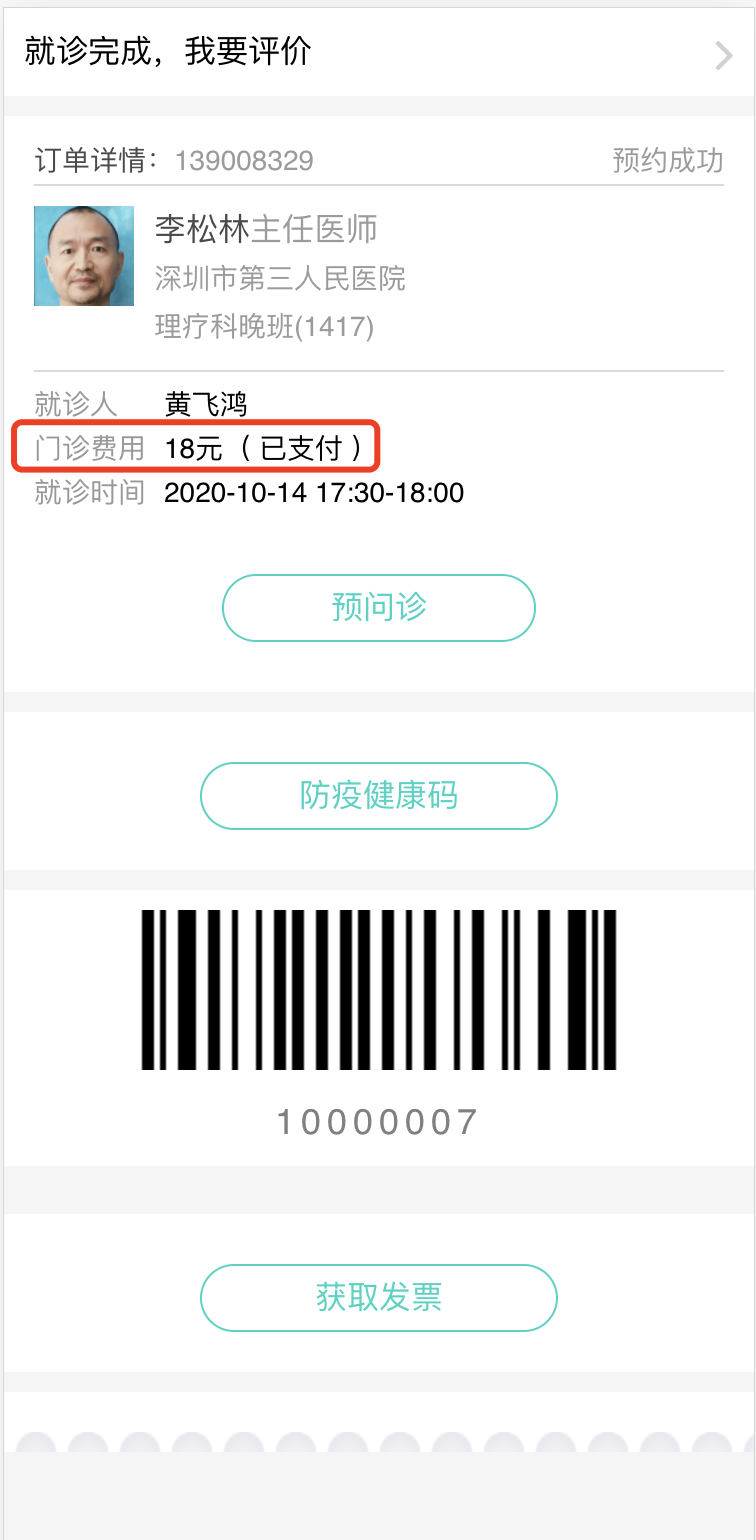 就诊完成，我要评价
订单详情：139008329 预约成功
李松林主任医师
深圳市第三人民医院
理疗科晚班(1417)
就诊人 黄飞鸿
门诊费用 18元（已支付）
就诊时间 2020-10-14 17:30-18:00
预问诊
防疫健康码
10000007
获取发票